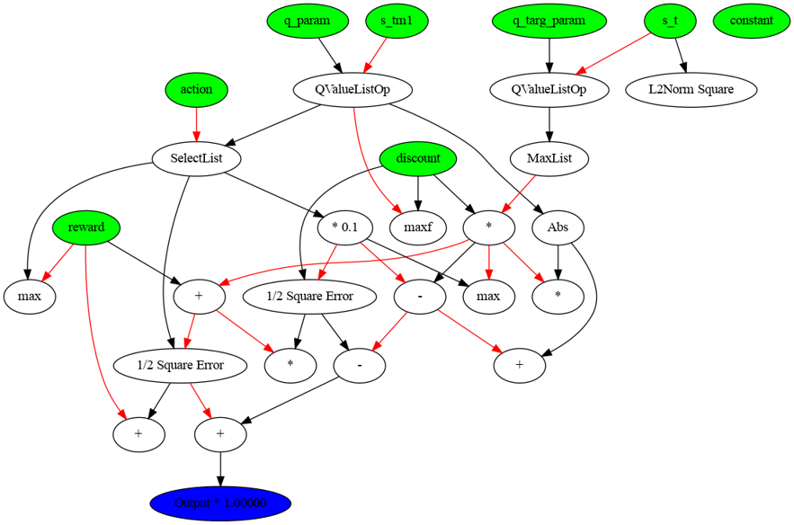 q_param
s_tm1
q_targ_param
s_t
constant
action
QValueListOp
QValueListOp
L2Norm Square
SelectList
discount
MaxList
reward
* 0.1
maxf
*
Abs
max
+
1/2 Square Error
-
max
*
1/2 Square Error
*
-
+
+
+
Output * 1.00000